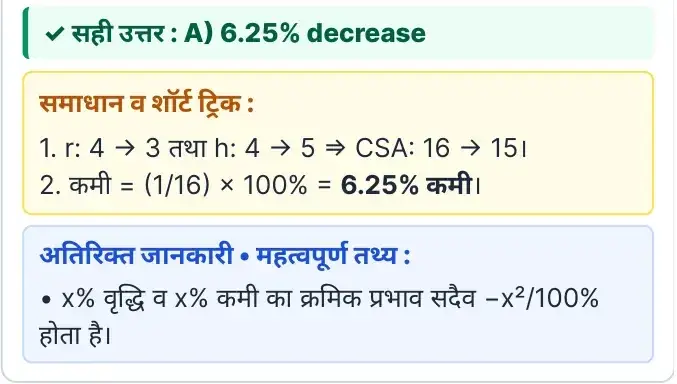 ✓ सही उत्तर : A) 6.25% decrease
समाधान व शॉर्ट ट्रिक :
1. r: 4 → 3 तथा h: 4 → 5 ⇒ CSA: 16 → 15।
2. कमी = (1/16) × 100% = 6.25% कमी।
अतिरिक्त जानकारी • महत्वपूर्ण तथ्य :
• x% वृद्धि व x% कमी का क्रमिक प्रभाव सदैव −x²/100%
होता है।